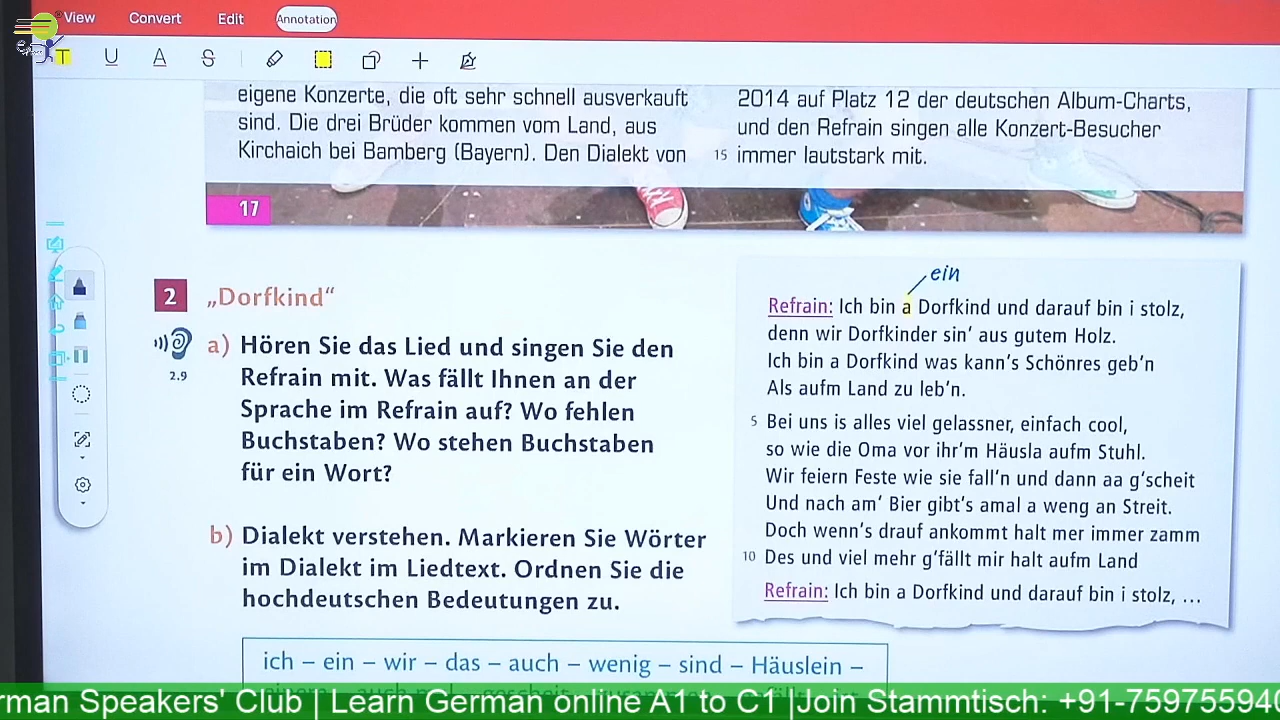 View Convert Edit Annotation
T U A S
eigene Konzerte, die oft sehr schnell ausverkauft
sind. Die drei Brüder kommen vom Land, aus
Kirchaich bei Bamberg (Bayern). Den Dialekt von
2014 auf Platz 12 der deutschen Album-Charts,
und den Refrain singen alle Konzert-Besucher
15 immer lautstark mit.
17
2 „Dorfkind“
2.9
a) Hören Sie das Lied und singen Sie den
Refrain mit. Was fällt Ihnen an der
Sprache im Refrain auf? Wo fehlen
Buchstaben? Wo stehen Buchstaben
für ein Wort?
b) Dialekt verstehen. Markieren Sie Wörter
im Dialekt im Liedtext. Ordnen Sie die
hochdeutschen Bedeutungen zu.
ein
Refrain: Ich bin a Dorfkind und darauf bin i stolz,
denn wir Dorfkinder sin‘ aus gutem Holz.
Ich bin a Dorfkind was kann’s Schönres geb’n
Als aufm Land zu leb’n.
5 Bei uns is alles viel gelassner, einfach cool,
so wie die Oma vor ihr’m Häusla aufm Stuhl.
Wir feiern Feste wie sie fall’n und dann aa g’scheit
Und nach am‘ Bier gibt’s amal a weng an Streit.
Doch wenn’s drauf ankommt halt mer immer zamm
10 Des und viel mehr g’fällt mir halt aufm Land
Refrain: Ich bin a Dorfkind und darauf bin i stolz, …
ich – ein – wir – das – auch – wenig – sind – Häuslein –
rman Speakers' Club | Learn German online A1 to C1 |Join Stammtisch: +91-759755940